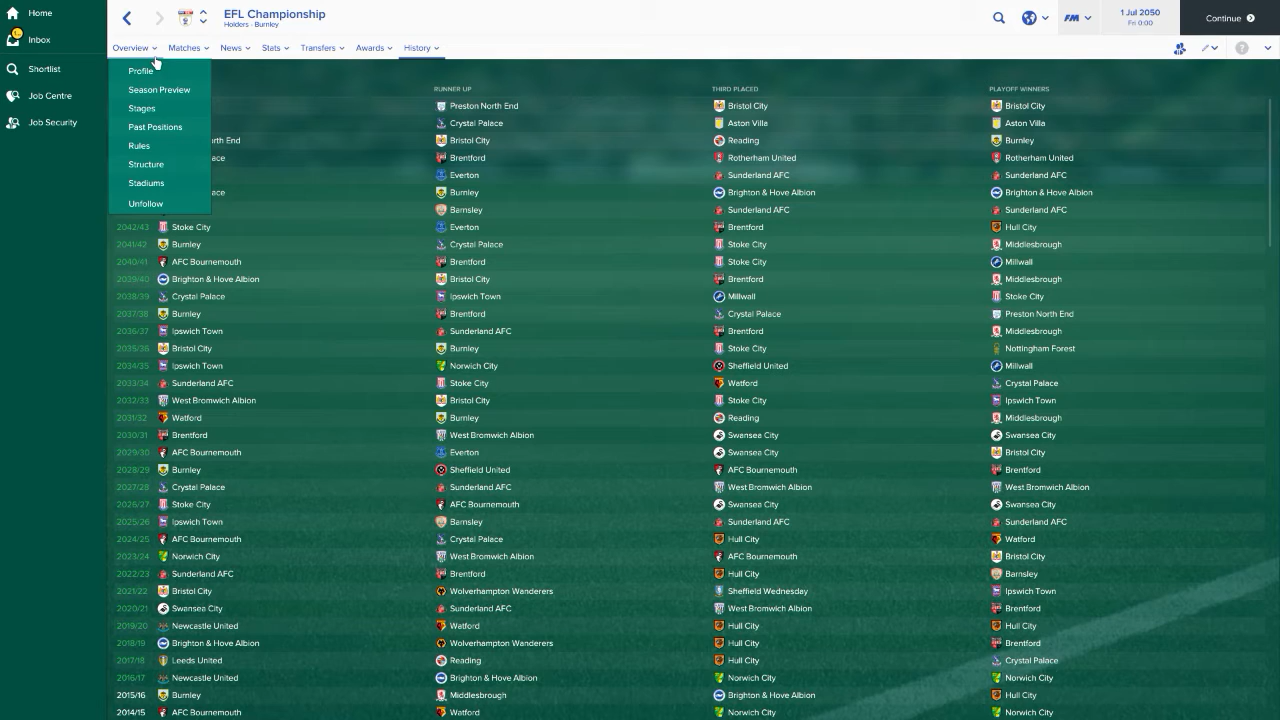 Home
Inbox
Shortlist
Job Centre
Job Security
EFL Championship
Holders - Burnley
FM
1 Jul 2050
Fri 0:00
Continue
Overview Matches News Stats Transfers Awards History
Profile
Season Preview
Stages
Past Positions
Rules
Structure
Stadiums
Unfollow
RUNNER UP THIRD PLACED PLAYOFF WINNERS
Preston North End Bristol City Bristol City
Crystal Palace Aston Villa Aston Villa
rth End Bristol City Reading Burnley
ace Brentford Rotherham United Rotherham United
Everton Sunderland AFC Sunderland AFC
ace Burnley Brighton & Hove Albion Brighton & Hove Albion
Barnsley Sunderland AFC Sunderland AFC
2042/43 Stoke City Everton Brentford Hull City
2041/42 Burnley Crystal Palace Stoke City Middlesbrough
2040/41 AFC Bournemouth Brentford Stoke City Millwall
2039/40 Brighton & Hove Albion Bristol City Brentford Middlesbrough
2038/39 Crystal Palace Ipswich Town Millwall Stoke City
2037/38 Burnley Brentford Crystal Palace Preston North End
2036/37 Ipswich Town Sunderland AFC Brentford Middlesbrough
2035/36 Bristol City Burnley Stoke City Nottingham Forest
2034/35 Ipswich Town Norwich City Sheffield United Millwall
2033/34 Sunderland AFC Stoke City Watford Crystal Palace
2032/33 West Bromwich Albion Bristol City Stoke City Ipswich Town
2031/32 Watford Burnley Reading Middlesbrough
2030/31 Brentford West Bromwich Albion Swansea City Swansea City
2029/30 AFC Bournemouth Everton Swansea City Bristol City
2028/29 Burnley Sheffield United AFC Bournemouth Brentford
2027/28 Crystal Palace Sunderland AFC West Bromwich Albion West Bromwich Albion
2026/27 Stoke City AFC Bournemouth Swansea City Swansea City
2025/26 Ipswich Town Barnsley Sunderland AFC Sunderland AFC
2024/25 AFC Bournemouth Crystal Palace Hull City Watford
2023/24 Norwich City West Bromwich Albion AFC Bournemouth Bristol City
2022/23 Sunderland AFC Brentford Hull City Barnsley
2021/22 Bristol City Wolverhampton Wanderers Sheffield Wednesday Ipswich Town
2020/21 Swansea City Sunderland AFC West Bromwich Albion Brentford
2019/20 Newcastle United Watford Hull City Hull City
2018/19 Brighton & Hove Albion Wolverhampton Wanderers Hull City Brentford
2017/18 Leeds United Reading Hull City Crystal Palace
2016/17 Newcastle United Brighton & Hove Albion Norwich City Norwich City
2015/16 Burnley Middlesbrough Brighton & Hove Albion Hull City
2014/15 AFC Bournemouth Watford Norwich City Norwich City